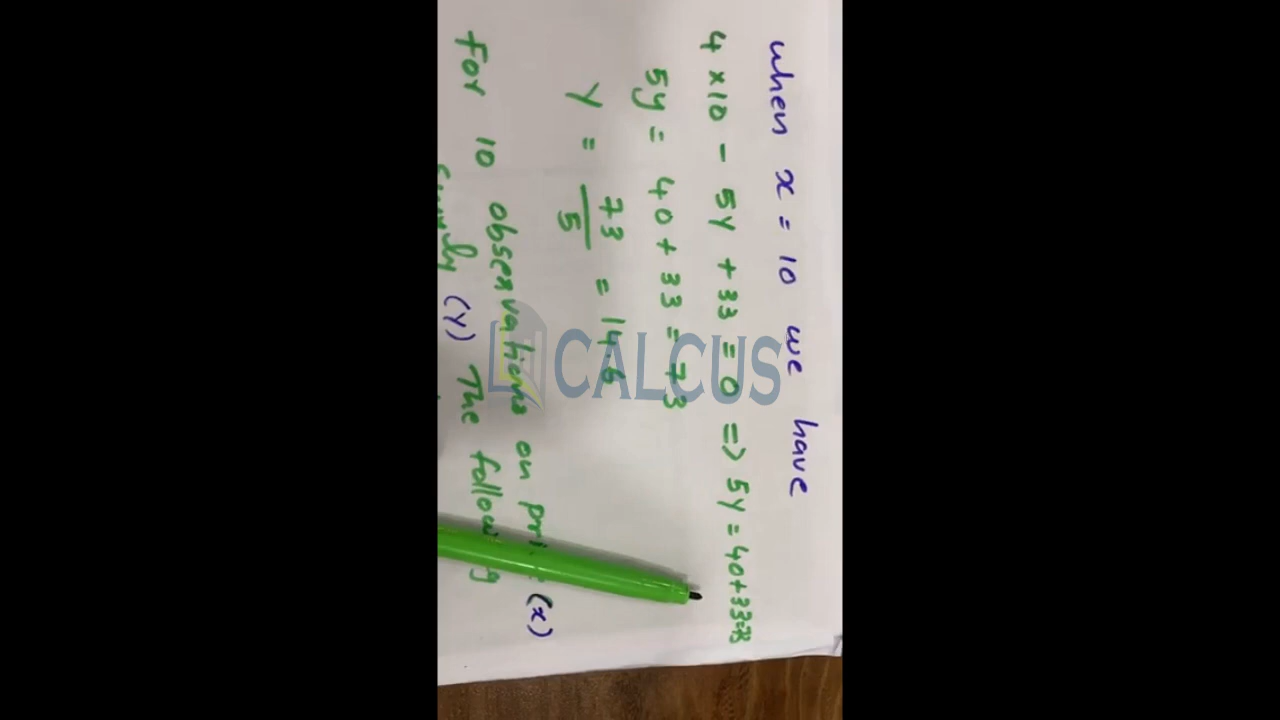 when x = 10 we have
4 × 10 - 5y + 33 = 0 => 5y = 40+33=73
5y = 40 + 33 = 73
y = 73/5 = 14.6
For 10 observations on (x)
(y) The following
CALCUS